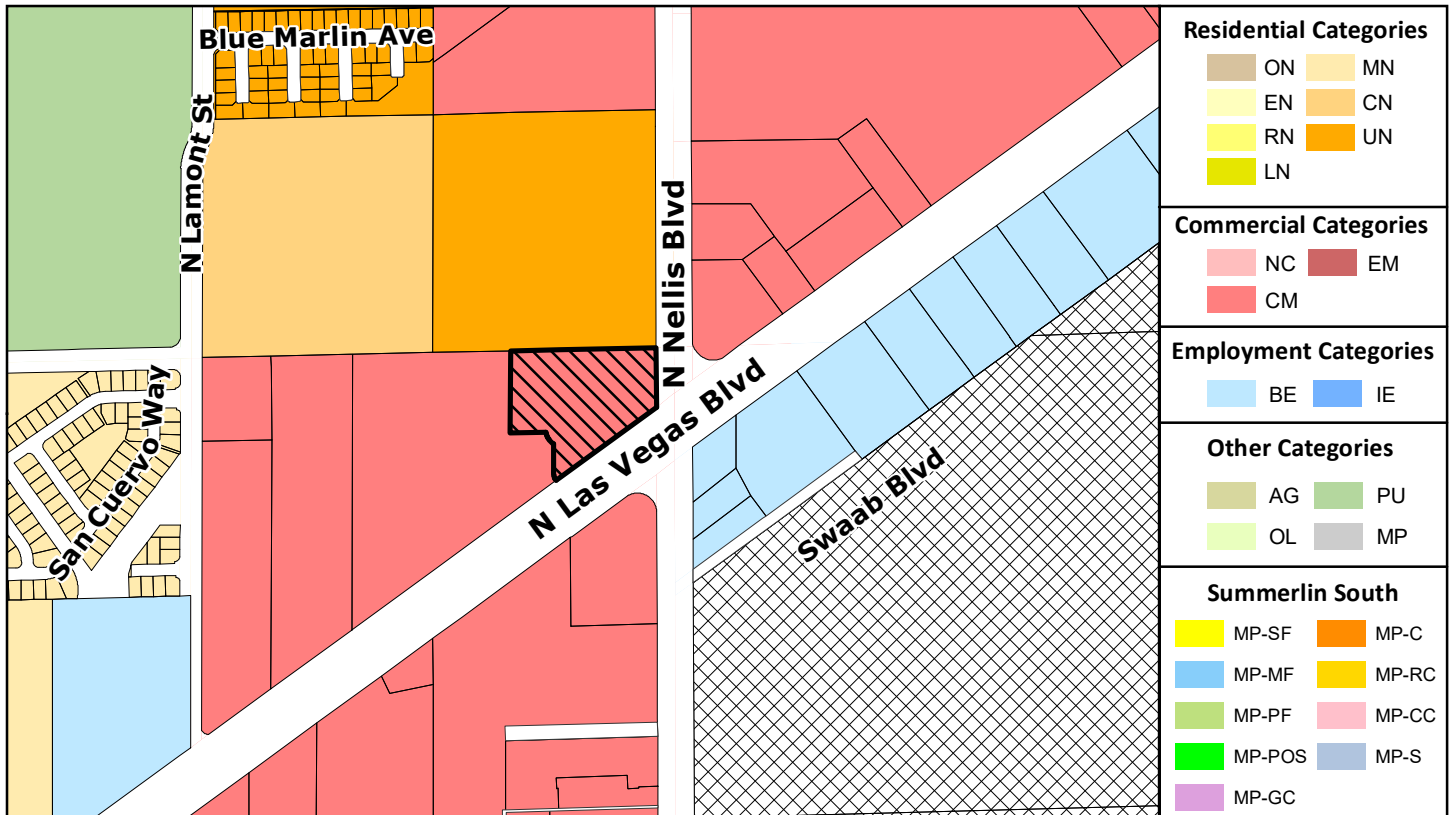 Blue Marlin Ave
N Lamont St
N Nellis Blvd
N Las Vegas Blvd
San Cuervo Way
Swaab Blvd
Residential Categories
ON MN
EN CN
RN UN
LN
Commercial Categories
NC EM
CM
Employment Categories
BE IE
Other Categories
AG PU
OL MP
Summerlin South
MP-SF MP-C
MP-MF MP-RC
MP-PF MP-CC
MP-POS MP-S
MP-GC